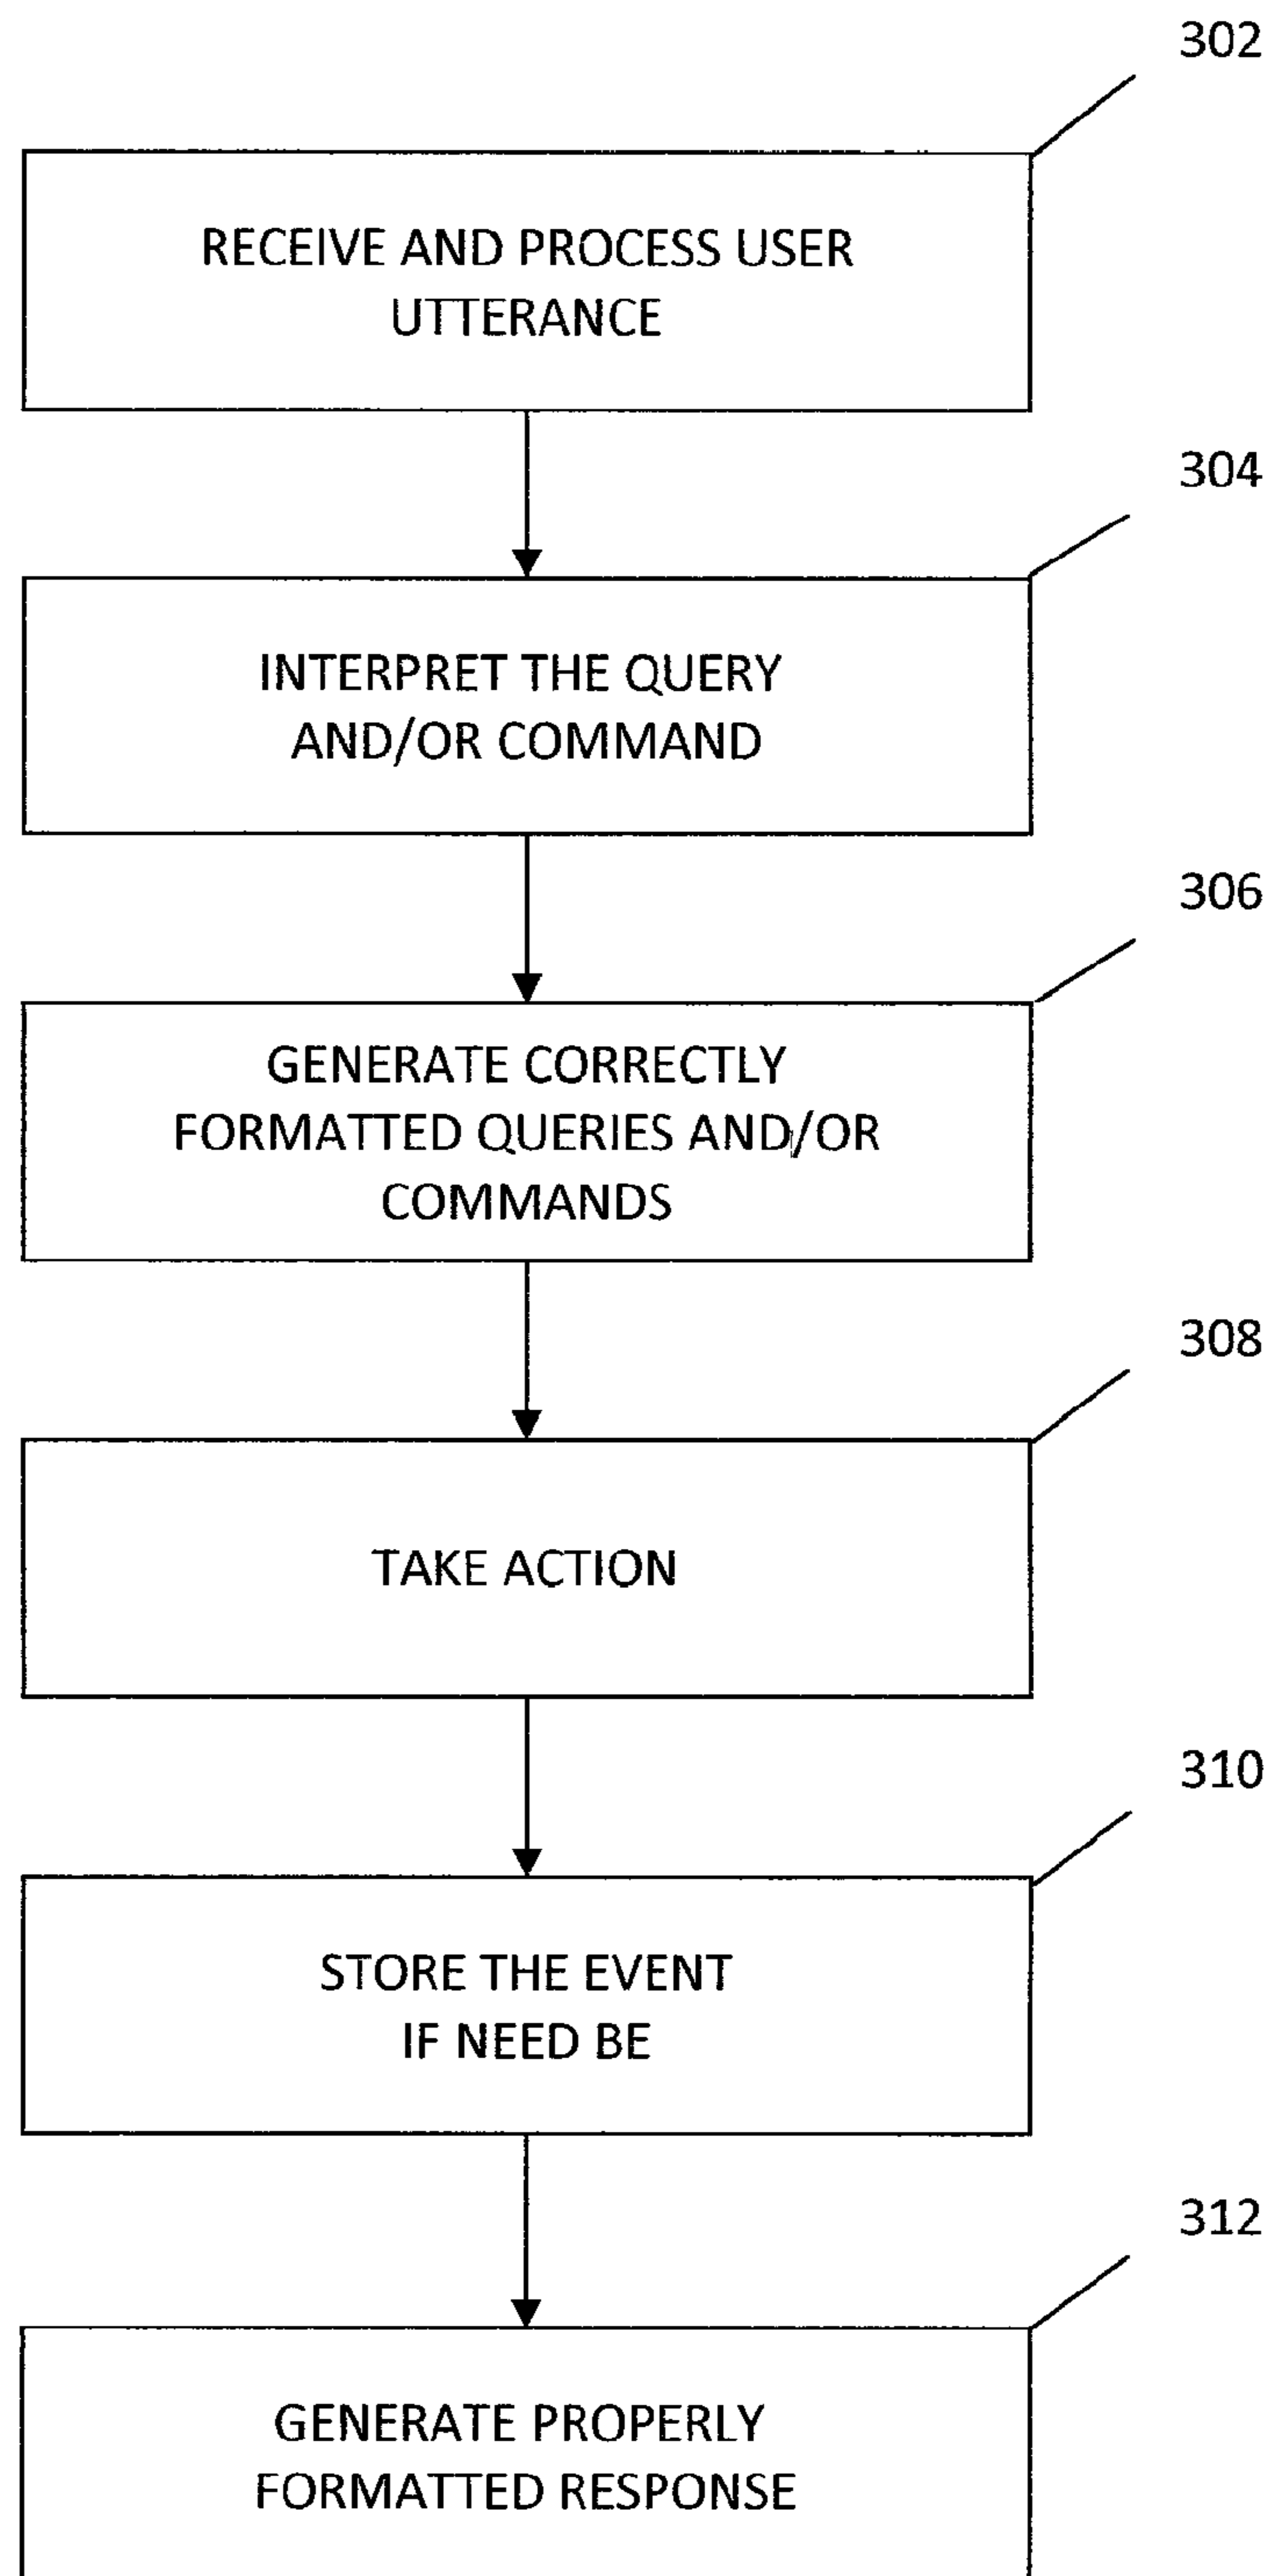 302
RECEIVE AND PROCESS USER
UTTERANCE
304
INTERPRET THE QUERY
AND/OR COMMAND
306
GENERATE CORRECTLY
FORMATTED QUERIES AND/OR
COMMANDS
308
TAKE ACTION
310
STORE THE EVENT
IF NEED BE
312
GENERATE PROPERLY
FORMATTED RESPONSE